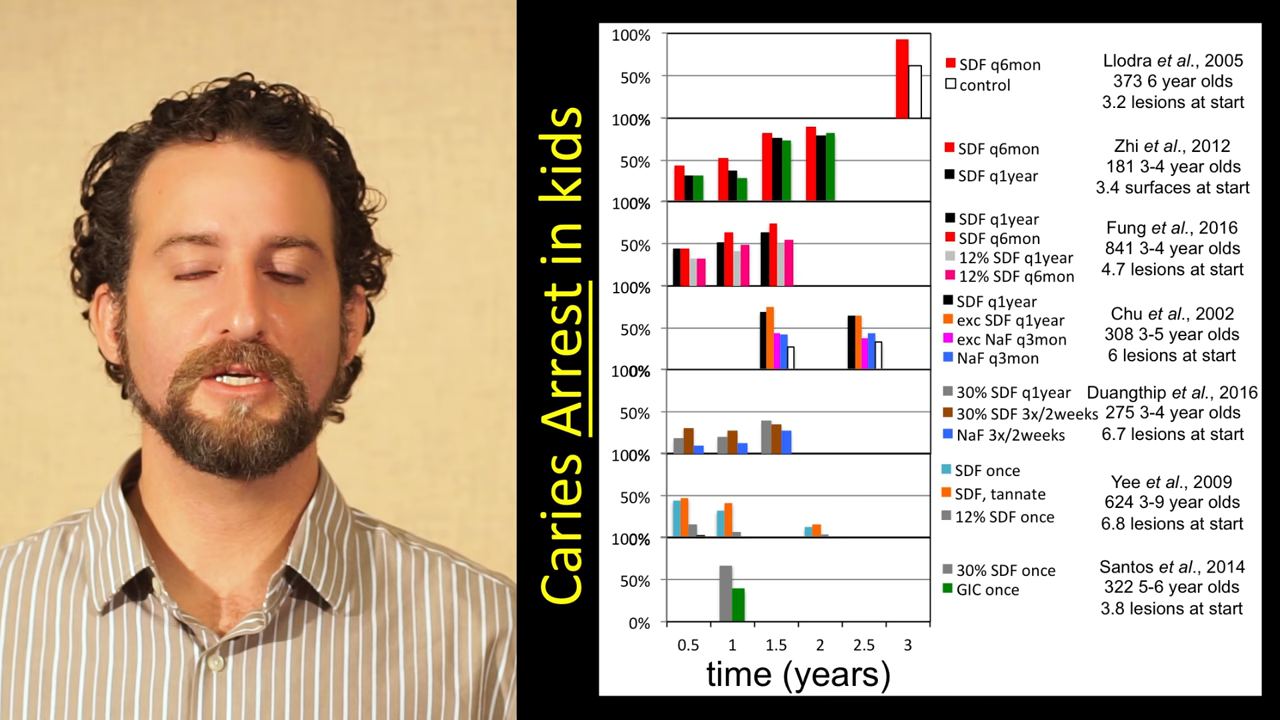 Caries Arrest in kids
100%
50%
100%
50%
100%
50%
100%
50%
100%
50%
100%
50%
100%
50%
0%
0.5 1 1.5 2 2.5 3
time (years)
SDF q6mon
control
Llodra et al., 2005
373 6 year olds
3.2 lesions at start
SDF q6mon
SDF q1year
Zhi et al., 2012
181 3-4 year olds
3.4 surfaces at start
SDF q1year
SDF q6mon
12% SDF q1year
12% SDF q6mon
Fung et al., 2016
841 3-4 year olds
4.7 lesions at start
SDF q1year
exc SDF q1year
exc NaF q3mon
NaF q3mon
Chu et al., 2002
308 3-5 year olds
6 lesions at start
30% SDF q1year
30% SDF 3x/2weeks
NaF 3x/2weeks
Duangthip et al., 2016
275 3-4 year olds
6.7 lesions at start
SDF once
SDF, tannate
12% SDF once
Yee et al., 2009
624 3-9 year olds
6.8 lesions at start
30% SDF once
GIC once
Santos et al., 2014
322 5-6 year olds
3.8 lesions at start